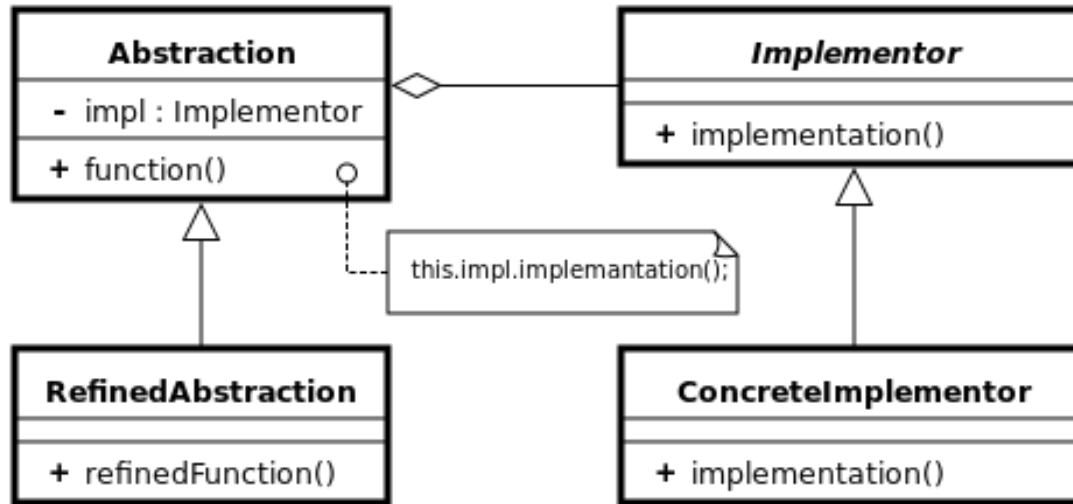 Abstraction
- impl : Implementor
+ function()
Implementor
+ implementation()
this.impl.implemantation();
RefinedAbstraction
+ refinedFunction()
ConcreteImplementor
+ implementation()